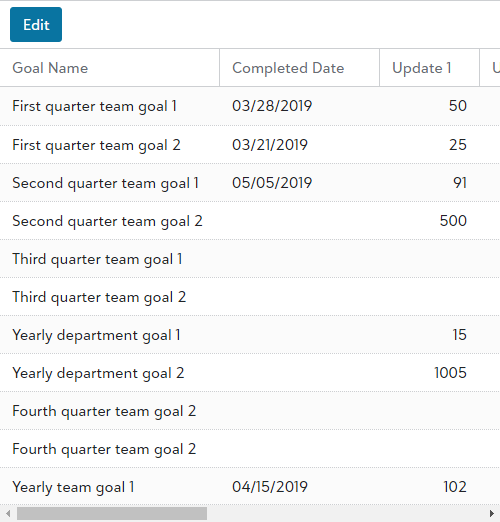 Edit
Goal Name Completed Date Update 1 U
First quarter team goal 1 03/28/2019 50
First quarter team goal 2 03/21/2019 25
Second quarter team goal 1 05/05/2019 91
Second quarter team goal 2 500
Third quarter team goal 1
Third quarter team goal 2
Yearly department goal 1 15
Yearly department goal 2 1005
Fourth quarter team goal 2
Fourth quarter team goal 2
Yearly team goal 1 04/15/2019 102